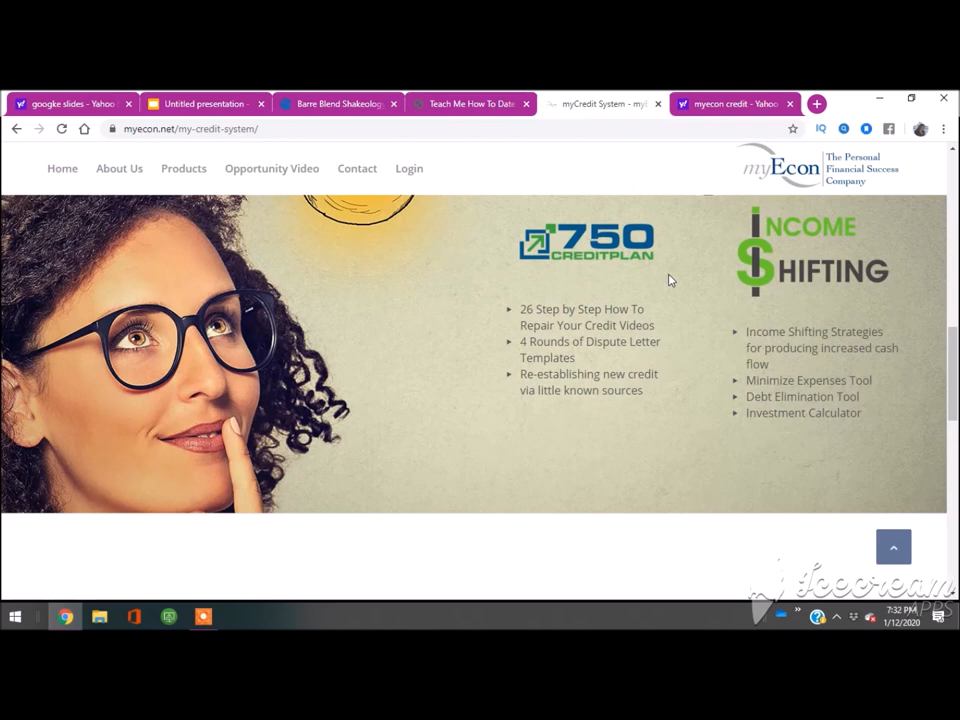 googke slides - Yahoo
Untitled presentation -
Barre Blend Shakeology
Teach Me How To Date
myCredit System - my
myecon credit - Yahoo
myecon.net/my-credit-system/
IQ
Home
About Us
Products
Opportunity Video
Contact
Login
myEcon
The Personal
Financial Success
Company
750
CREDITPLAN
26 Step by Step How To
Repair Your Credit Videos
4 Rounds of Dispute Letter
Templates
Re-establishing new credit
via little known sources
INCOME
$HIFTING
Income Shifting Strategies
for producing increased cash
flow
Minimize Expenses Tool
Debt Elimination Tool
Investment Calculator
Icecream
APPS
7:32 PM
1/12/2020